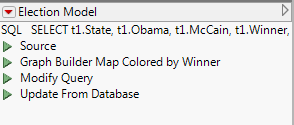 Election Model
SQL SELECT t1.State, t1.Obama, t1.McCain, t1.Winner,
Source
Graph Builder Map Colored by Winner
Modify Query
Update From Database